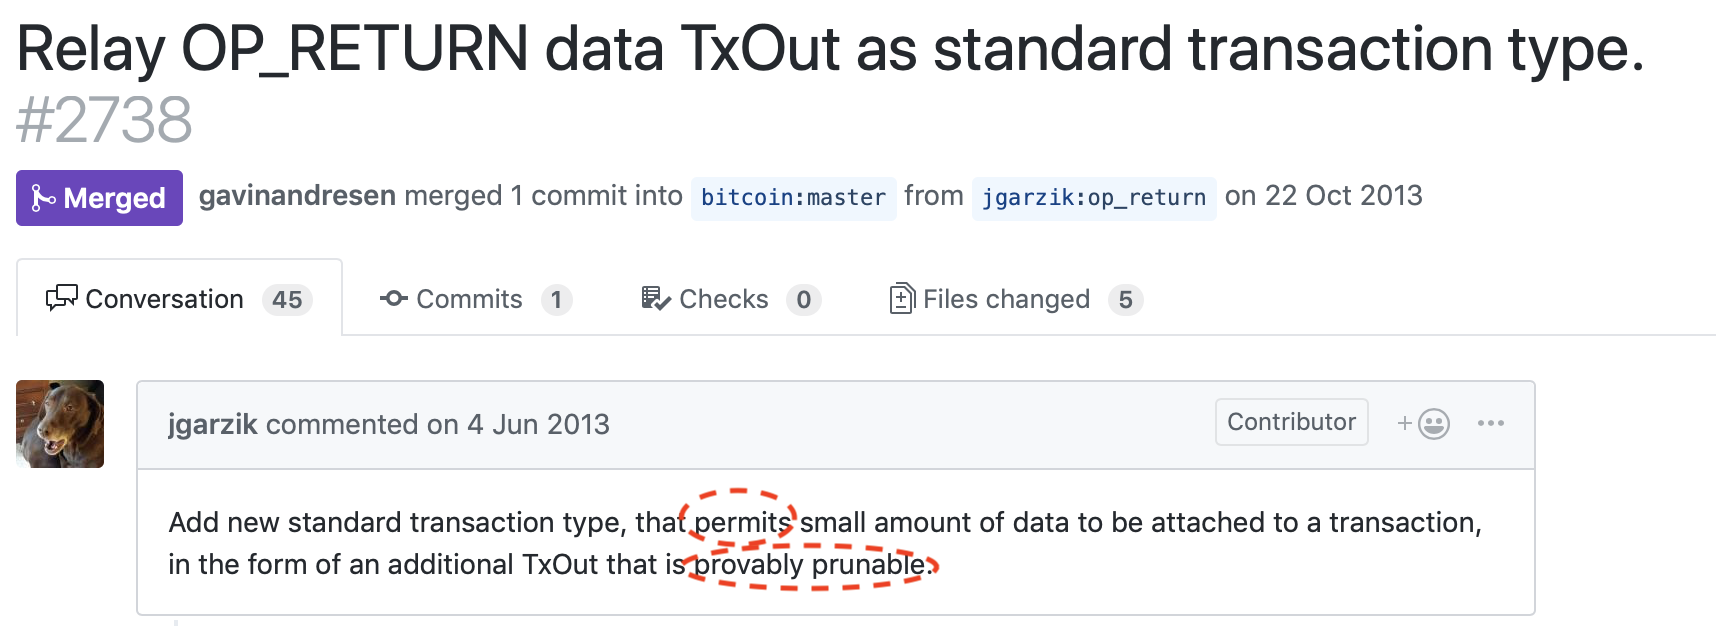 Relay OP_RETURN data TxOut as standard transaction type.
#2738
Merged gavinandresen merged 1 commit into bitcoin:master from jgarzik:op_return on 22 Oct 2013
Conversation 45 Commits 1 Checks 0 Files changed 5
jgarzik commented on 4 Jun 2013 Contributor
Add new standard transaction type, that permits small amount of data to be attached to a transaction,
in the form of an additional TxOut that is provably prunable.